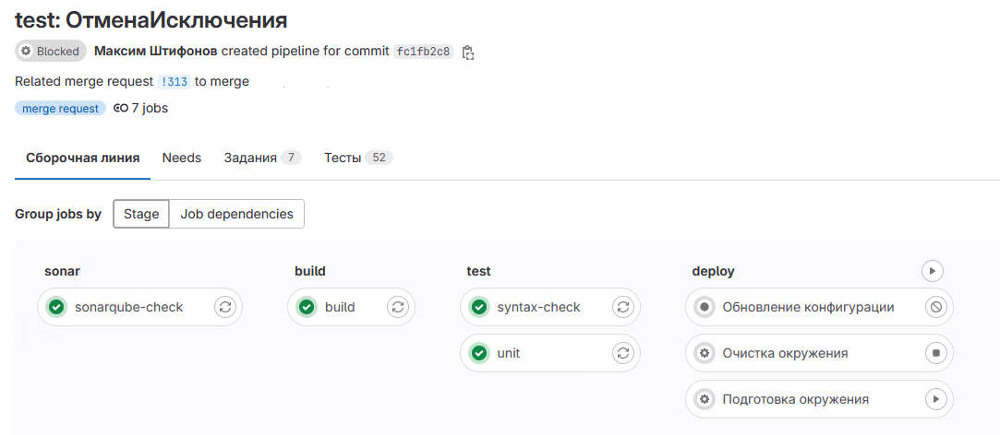 test: ОтменаИсключения
Blocked Максим Штифонов created pipeline for commit fc1fb2c8
Related merge request !313 to merge
merge request 7 jobs
Сборочная линия Needs Задания 7 Тесты 52
Group jobs by Stage Job dependencies
sonar build test deploy
sonarqube-check build syntax-check Обновление конфигурации
unit Очистка окружения
Подготовка окружения